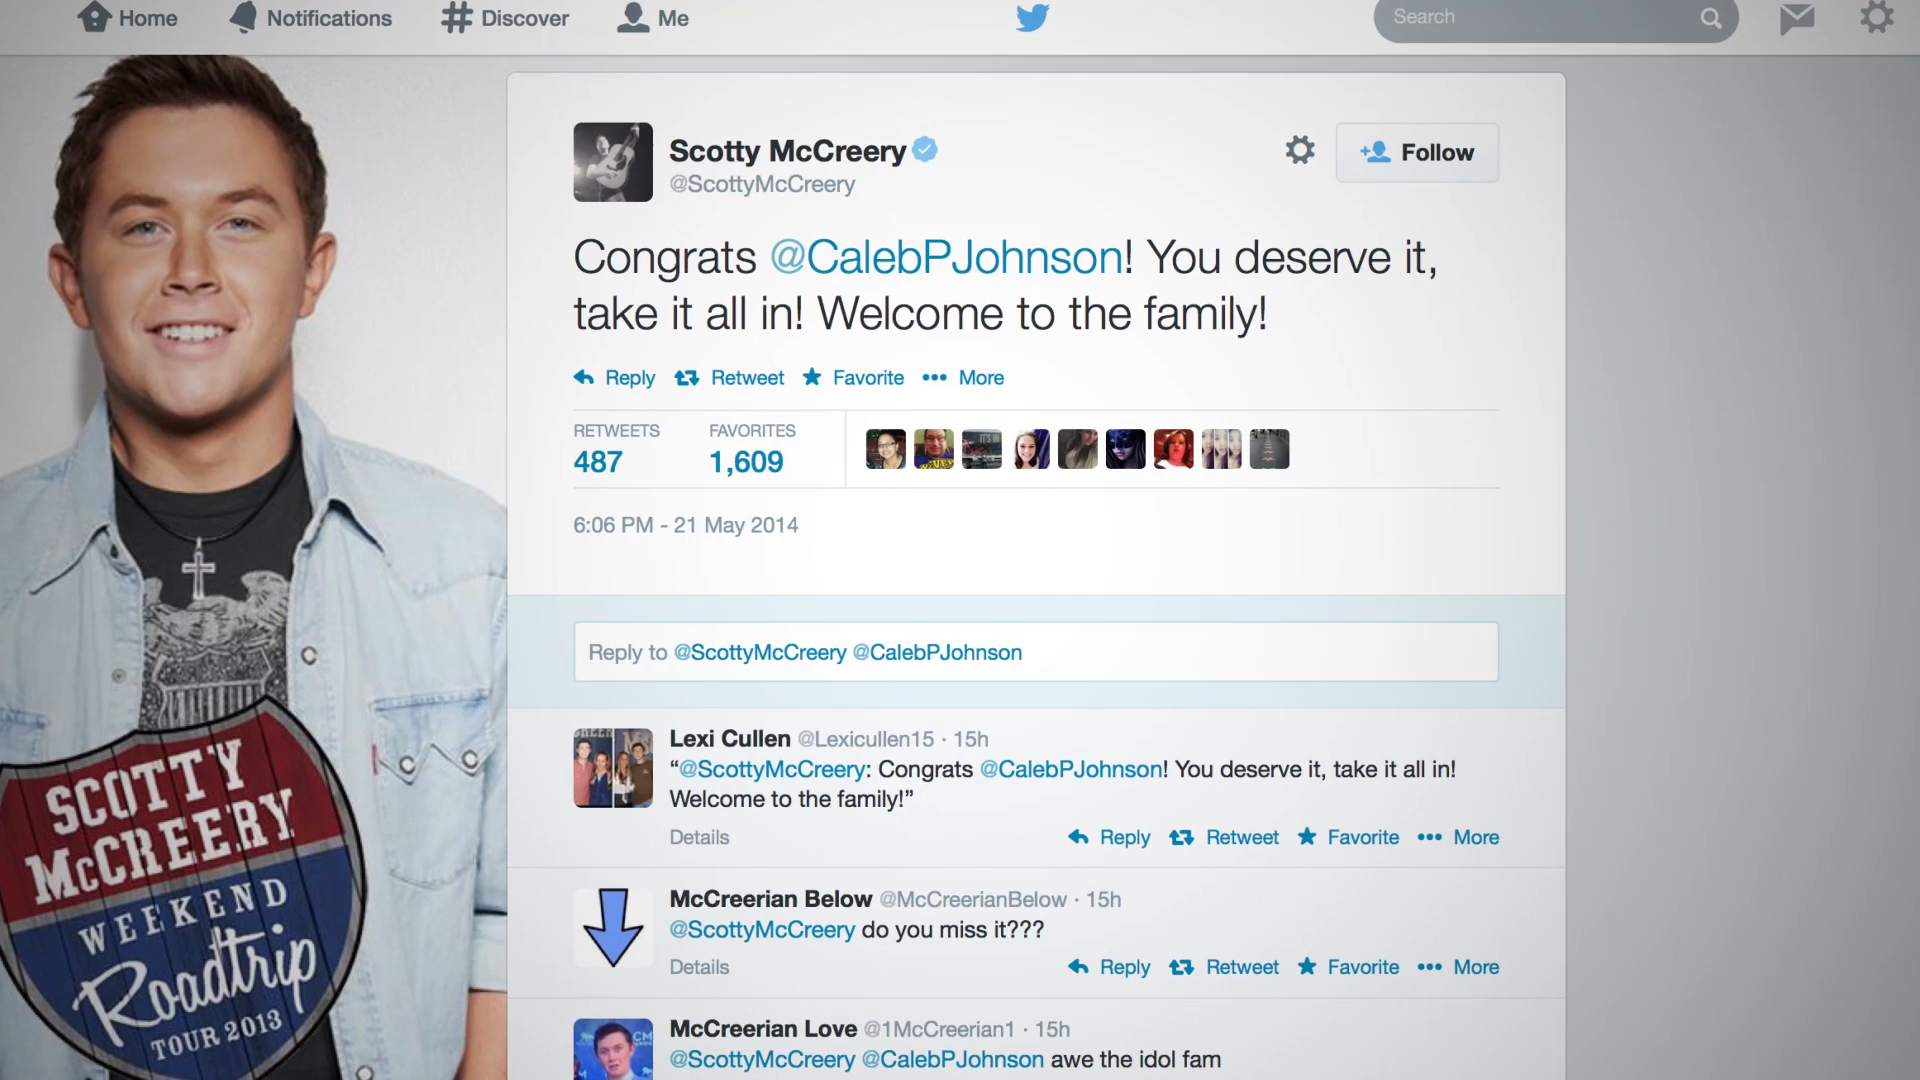 Home Notifications Discover Me Search
Scotty McCreery
@ScottyMcCreery
Follow
Congrats @CalebPJohnson! You deserve it,
take it all in! Welcome to the family!
Reply Retweet Favorite More
RETWEETS FAVORITES
487 1,609
6:06 PM - 21 May 2014
Reply to @ScottyMcCreery @CalebPJohnson
Lexi Cullen @Lexicullen15 · 15h
“@ScottyMcCreery: Congrats @CalebPJohnson! You deserve it, take it all in!
Welcome to the family!”
Details Reply Retweet Favorite More
McCreerian Below @McCreerianBelow · 15h
@ScottyMcCreery do you miss it???
Details Reply Retweet Favorite More
McCreerian Love @1McCreerian1 · 15h
@ScottyMcCreery @CalebPJohnson awe the idol fam
SCOTTY
McCREERY
WEEKEND
Roadtrip
TOUR 2013